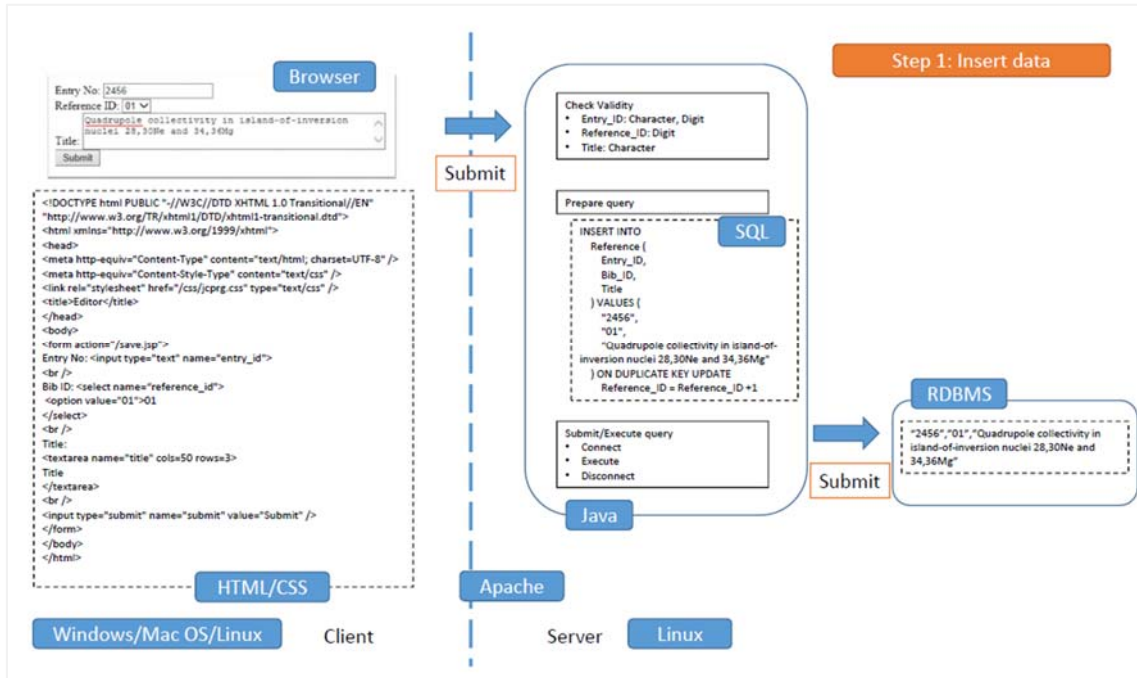 Step 1: Insert data
Browser
Entry No: 2456
Reference ID: 01
Quadrupole collectivity in island-of-inversion
nuclei 28,30Ne and 34,36Mg
Title:
Submit
<!DOCTYPE html PUBLIC "-//W3C//DTD XHTML 1.0 Transitional//EN"
"http://www.w3.org/TR/xhtml1/DTD/xhtml1-transitional.dtd">
<html xmlns="http://www.w3.org/1999/xhtml">
<head>
<meta http-equiv="Content-Type" content="text/html; charset=UTF-8" />
<meta http-equiv="Content-Style-Type" content="text/css" />
<link rel="stylesheet" href="/css/jcprg.css" type="text/css" />
<title>Editor</title>
</head>
<body>
<form action="/save.jsp">
Entry No: <input type="text" name="entry_id">
<br />
Bib ID: <select name="reference_id">
<option value="01">01
</select>
<br />
Title:
<textarea name="title" cols=50 rows=3>
Title
</textarea>
<br />
<input type="submit" name="submit" value="Submit" />
</form>
</body>
</html>
HTML/CSS
Windows/Mac OS/Linux
Client
Submit
Check Validity
• Entry_ID: Character, Digit
• Reference_ID: Digit
• Title: Character
Prepare query
SQL
INSERT INTO
Reference (
Entry_ID,
Bib_ID,
Title
) VALUES (
"2456",
"01",
"Quadrupole collectivity in island-of-
inversion nuclei 28,30Ne and 34,36Mg"
) ON DUPLICATE KEY UPDATE
Reference_ID = Reference_ID +1
Submit/Execute query
• Connect
• Execute
• Disconnect
Java
Apache
Server
Linux
Submit
RDBMS
"2456","01","Quadrupole collectivity in
island-of-inversion nuclei 28,30Ne and
34,36Mg"